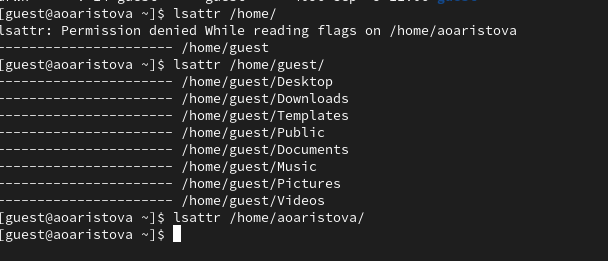 [guest@aoaristova ~]$ lsattr /home/
lsattr: Permission denied While reading flags on /home/aoaristova
---------------------- /home/guest
[guest@aoaristova ~]$ lsattr /home/guest/
---------------------- /home/guest/Desktop
---------------------- /home/guest/Downloads
---------------------- /home/guest/Templates
---------------------- /home/guest/Public
---------------------- /home/guest/Documents
---------------------- /home/guest/Music
---------------------- /home/guest/Pictures
---------------------- /home/guest/Videos
[guest@aoaristova ~]$ lsattr /home/aoaristova/
[guest@aoaristova ~]$